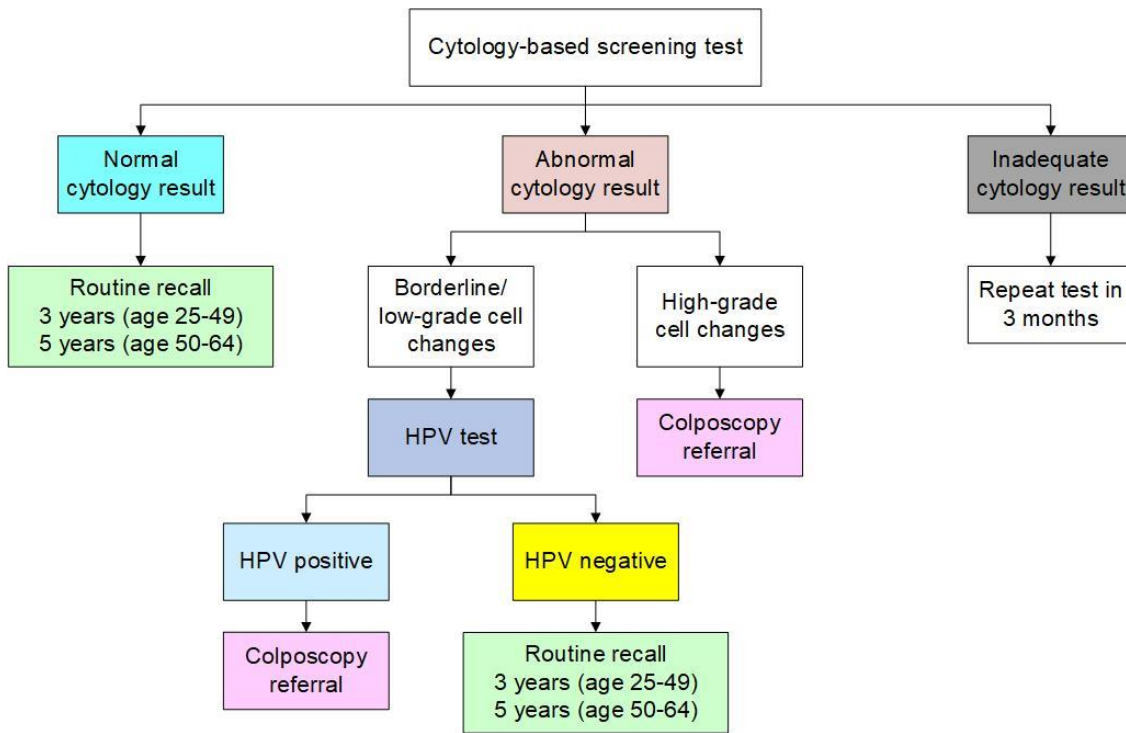 Cytology-based screening test
Normal
cytology result
Abnormal
cytology result
Inadequate
cytology result
Routine recall
3 years (age 25-49)
5 years (age 50-64)
Borderline/
low-grade cell
changes
High-grade
cell changes
Repeat test in
3 months
HPV test
Colposcopy
referral
HPV positive
HPV negative
Colposcopy
referral
Routine recall
3 years (age 25-49)
5 years (age 50-64)